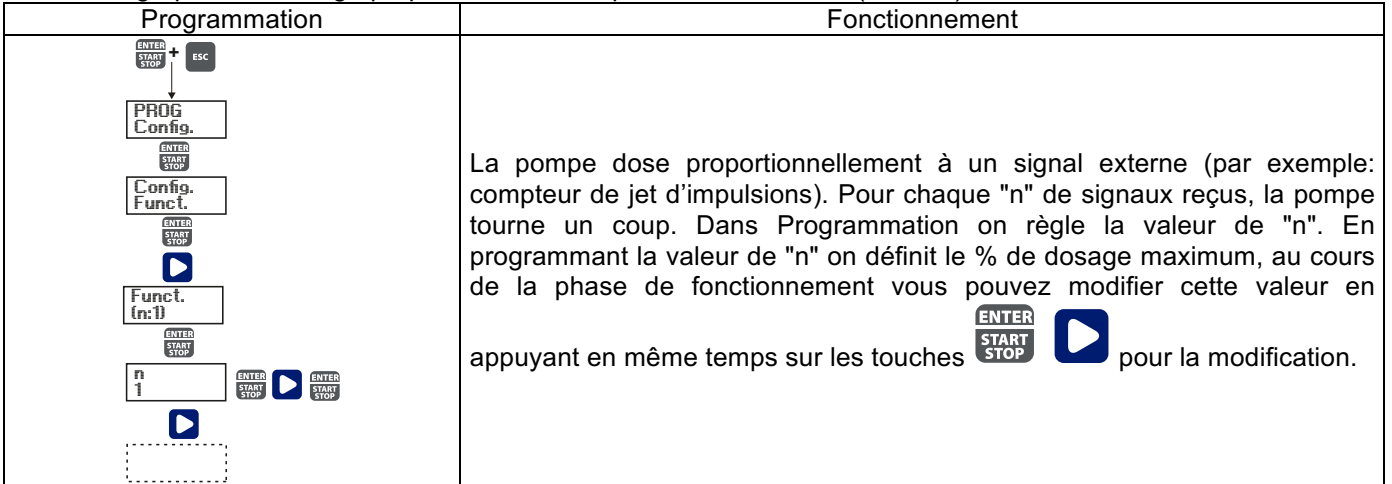 Programmation
Fonctionnement
ENTER
START
STOP
+
ESC
PROG
Config.
ENTER
START
STOP
Config.
Funct.
ENTER
START
STOP
Funct.
(n:1)
ENTER
START
STOP
n
1
ENTER
START
STOP
ENTER
START
STOP
La pompe dose proportionnellement à un signal externe (par exemple:
compteur de jet d’impulsions). Pour chaque "n" de signaux reçus, la pompe
tourne un coup. Dans Programmation on règle la valeur de "n". En
programmant la valeur de "n" on définit le % de dosage maximum, au cours
de la phase de fonctionnement vous pouvez modifier cette valeur en
appuyant en même temps sur les touches ENTER START STOP pour la modification.